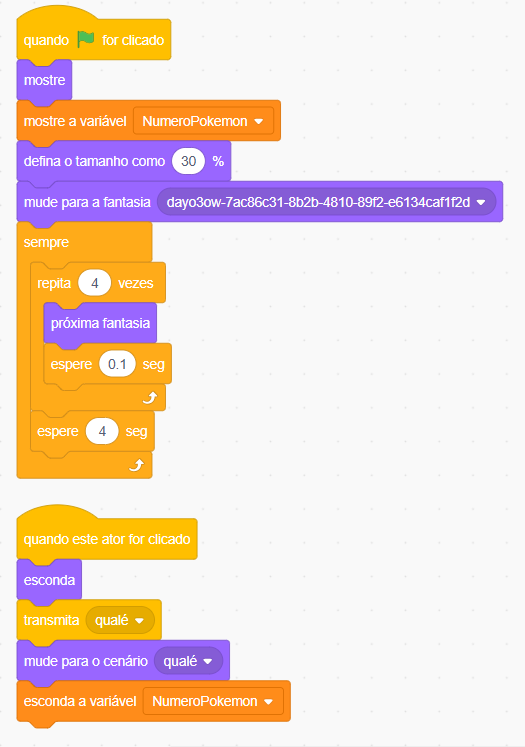 quando for clicado
mostre
mostre a variável NumeroPokemon
defina o tamanho como 30 %
mude para a fantasia dayo3ow-7ac86c31-8b2b-4810-89f2-e6134caf1f2d
sempre
repita 4 vezes
próxima fantasia
espere 0.1 seg
espere 4 seg
quando este ator for clicado
esconda
transmita qualé
mude para o cenário qualé
esconda a variável NumeroPokemon